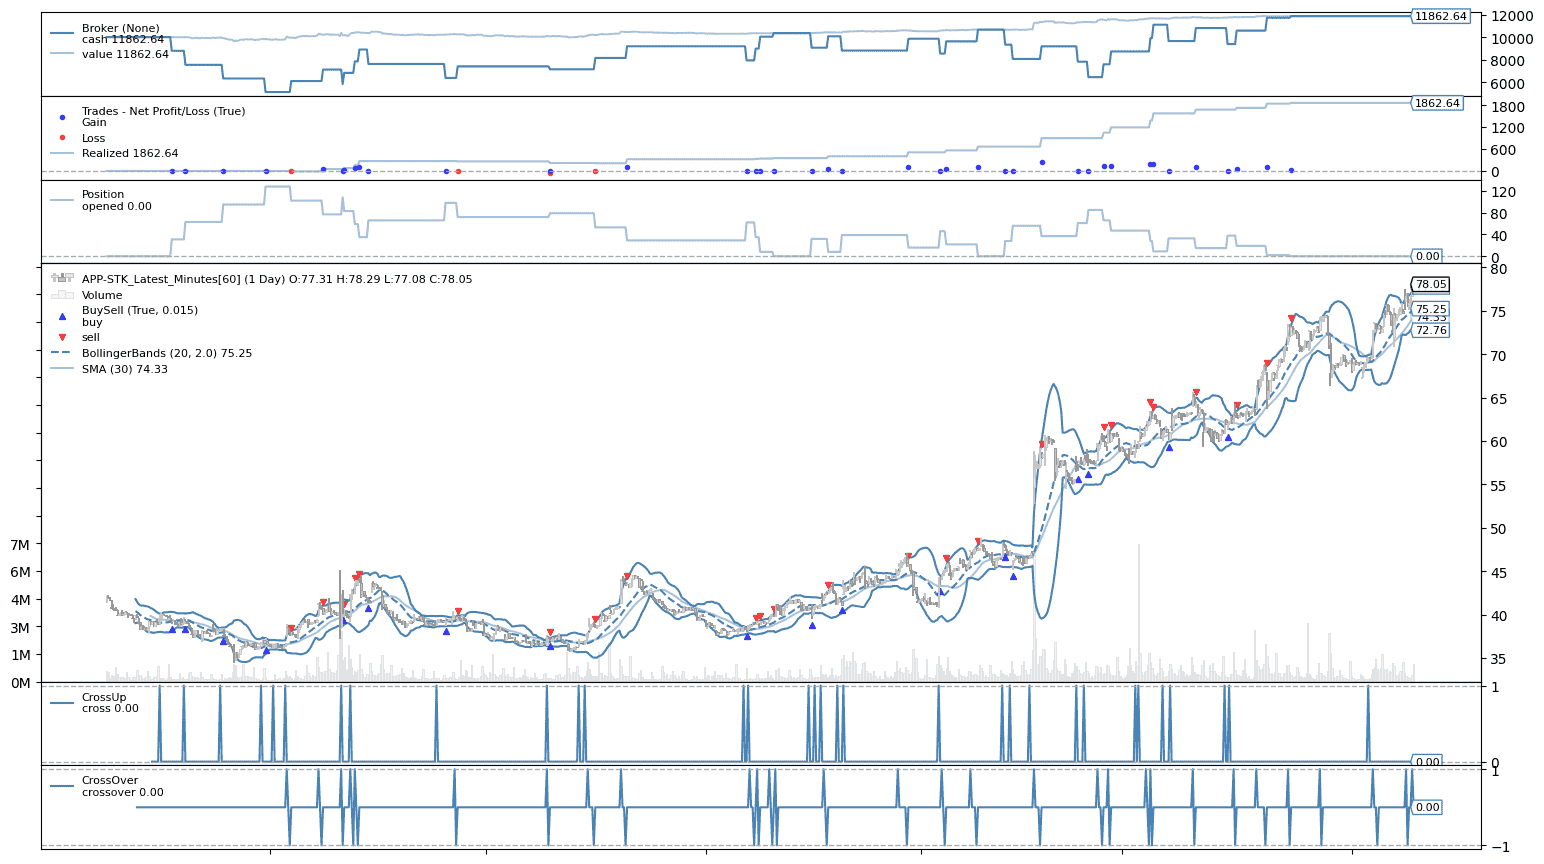 Broker (None)
cash 11862.64
value 11862.64
11862.64
12000
10000
8000
6000
Trades - Net Profit/Loss (True)
Gain
Loss
Realized 1862.64
1862.64
1800
1200
600
0
Position
opened 0.00
120
80
40
0
0.00
APP-STK_Latest_Minutes[60] (1 Day) O:77.31 H:78.29 L:77.08 C:78.05
Volume
BuySell (True, 0.015)
buy
sell
BollingerBands (20, 2.0) 75.25
SMA (30) 74.33
80
75
70
65
60
55
50
45
40
35
78.05
75.25
74.33
72.76
7M
6M
4M
3M
1M
0M
CrossUp
cross 0.00
1
0
0.00
CrossOver
crossover 0.00
1
0.00
−1